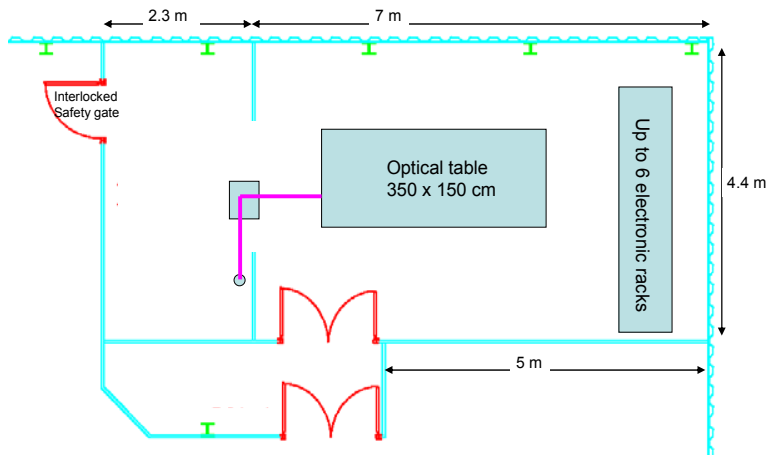 2.3 m
7 m
Interlocked
Safety gate
Optical table
350 x 150 cm
Up to 6 electronic racks
4.4 m
5 m